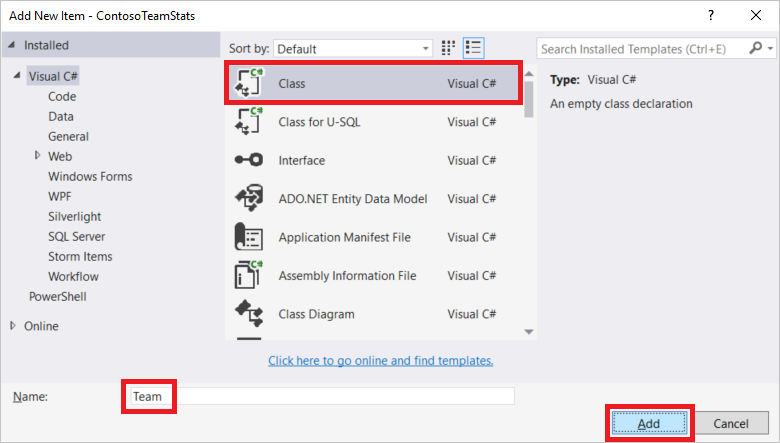 Add New Item - ContosoTeamStats
? X
Installed
Sort by: Default
Search Installed Templates (Ctrl+E)
Visual C#
Code
Data
General
Web
Windows Forms
WPF
Silverlight
SQL Server
Storm Items
Workflow
PowerShell
Online
C# Class Visual C#
C# Class for U-SQL Visual C#
Interface Visual C#
ADO.NET Entity Data Model Visual C#
Application Manifest File Visual C#
C# Assembly Information File Visual C#
Class Diagram Visual C#
Type: Visual C#
An empty class declaration
Click here to go online and find templates.
Name: Team
Add Cancel